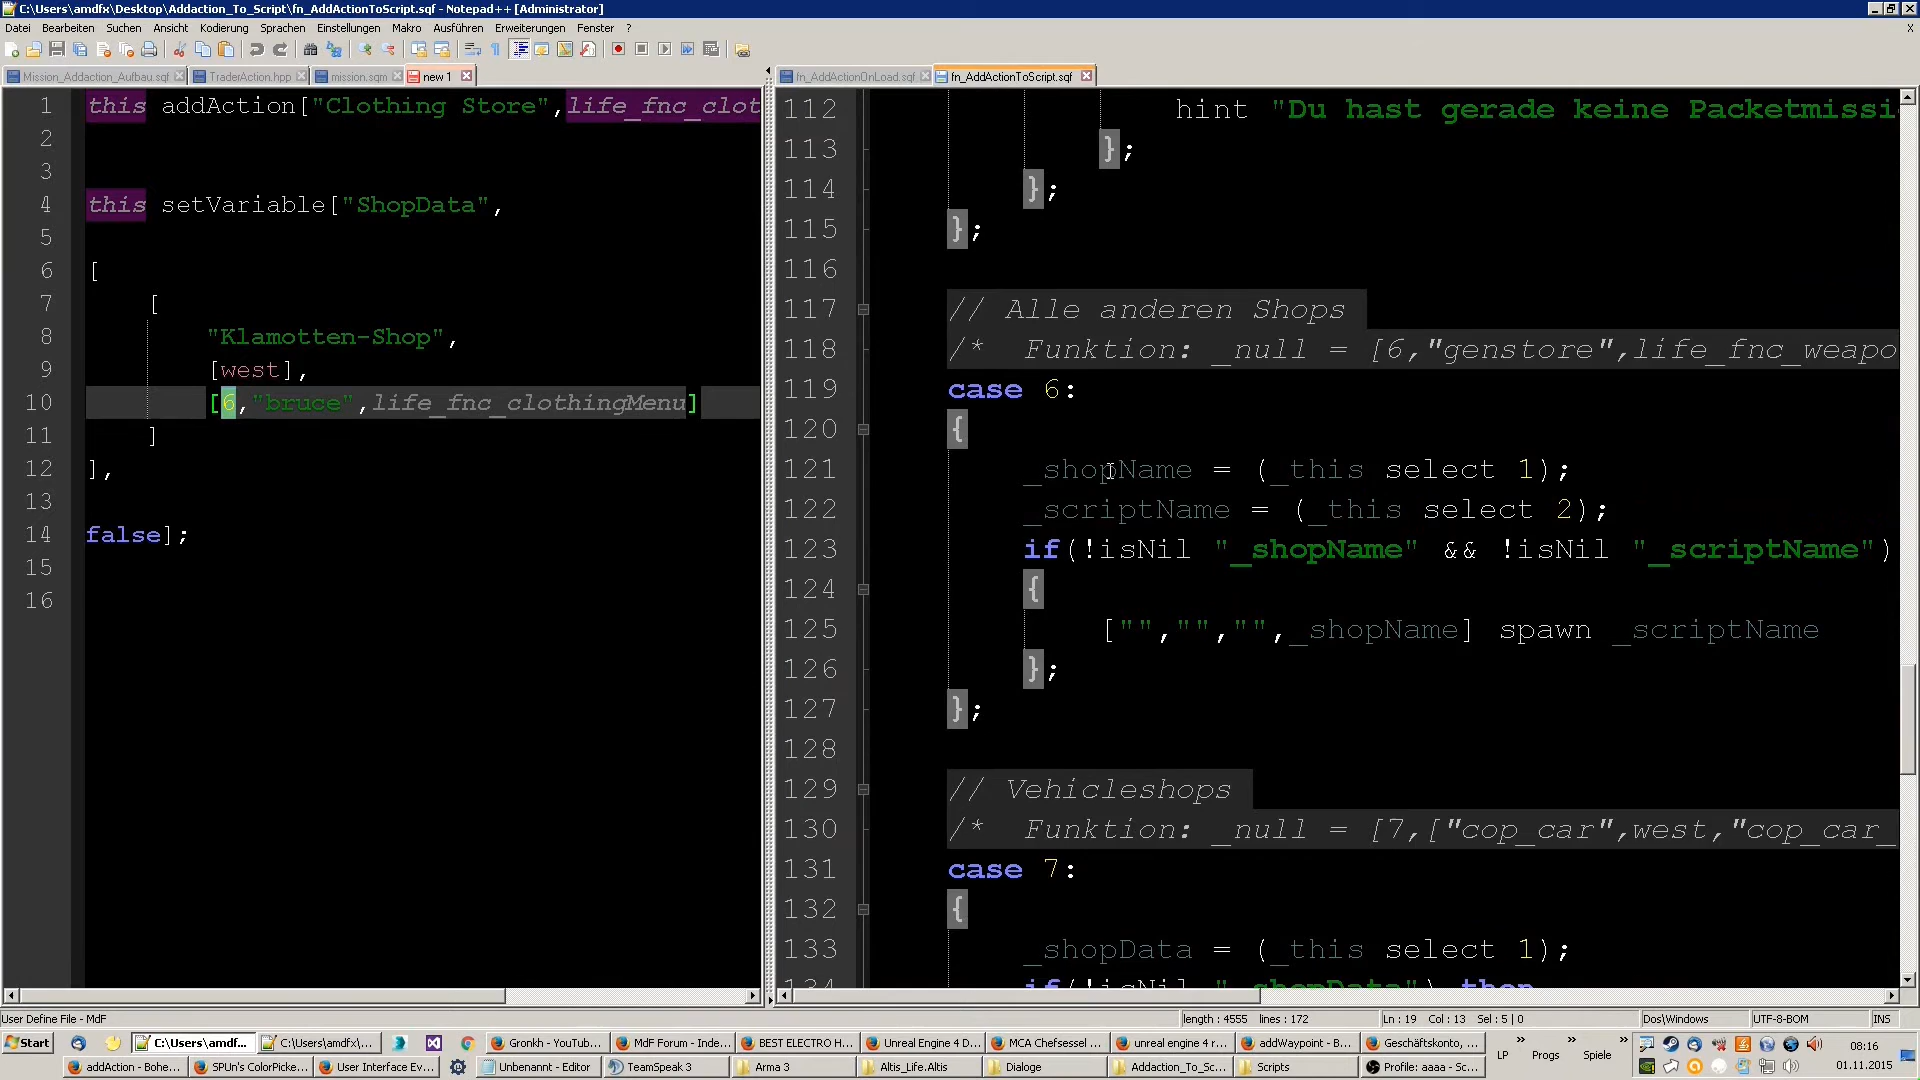 C:\Users\amdfx\Desktop\Addaction_To_Script\fn_AddActionToScript.sqf - Notepad++ [Administrator]
Datei Bearbeiten Suchen Ansicht Kodierung Sprachen Einstellungen Makro Ausführen Erweiterungen Fenster ?
X
Mission_Addaction_Aufbau.sqf TraderAction.hpp mission.sqm new 1
fn_AddActionOnLoad.sqf fn_AddActionToScript.sqf
1 this addAction["Clothing Store",life_fnc_clot
2
3
4 this setVariable["ShopData",
5
6 [
7 [
8 "Klamotten-Shop",
9 [west],
10 [6,"bruce",life_fnc_clothingMenu]
11 ]
12 ],
13
14 false];
15
16
112 hint "Du hast gerade keine Packetmissi
113 };
114 };
115 };
116
117 // Alle anderen Shops
118 /* Funktion: _null = [6,"genstore",life_fnc_weapo
119 case 6:
120 {
121 _shopName = (_this select 1);
122 _scriptName = (_this select 2);
123 if(!isNil "_shopName" && !isNil "_scriptName")
124 {
125 ["","","",_shopName] spawn _scriptName
126 };
127 };
128
129 // Vehicleshops
130 /* Funktion: _null = [7,["cop_car",west,"cop_car_
131 case 7:
132 {
133 _shopData = (_this select 1);
134 if(!isNil "_shopData") then
User Define File - MdF length : 4555 lines : 172 Ln : 19 Col : 13 Sel : 5 | 0 Dos\Windows UTF-8-BOM INS
Start C:\Users\amdf... C:\Users\amdfx/... Gronkh - YouTub... MdF Forum - Inde... BEST ELECTRO H... Unreal Engine 4 D... MCA Chefsessel ... unreal engine 4 r... addWaypoint - B... Geschäftskonto, ... LP » Progs » Spiele » 08:16
addAction - Bohe... SPUn's ColorPicke... User Interface Ev... Unbenannt - Editor TeamSpeak 3 Arma 3 Altis_Life.Altis Dialoge Addaction_To_Sc... Scripts Profile: aaaa - Sc... 01.11.2015